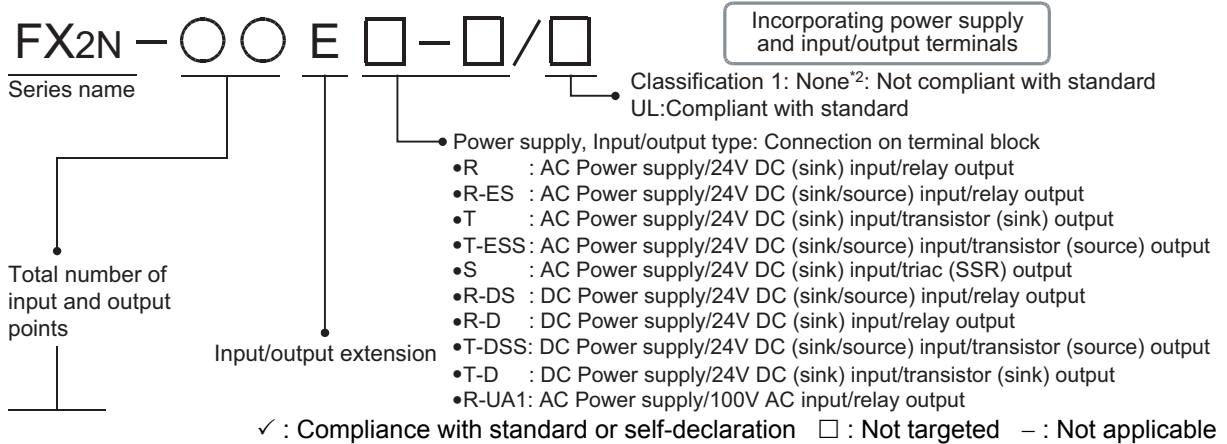 FX2N – ○ ○ E □ – □ / □
Incorporating power supply
and input/output terminals
Series name
Classification 1: None*2: Not compliant with standard
UL:Compliant with standard
Power supply, Input/output type: Connection on terminal block
•R : AC Power supply/24V DC (sink) input/relay output
•R-ES : AC Power supply/24V DC (sink/source) input/relay output
•T : AC Power supply/24V DC (sink) input/transistor (sink) output
•T-ESS: AC Power supply/24V DC (sink/source) input/transistor (source) output
•S : AC Power supply/24V DC (sink) input/triac (SSR) output
•R-DS : DC Power supply/24V DC (sink/source) input/relay output
•R-D : DC Power supply/24V DC (sink) input/relay output
•T-DSS: DC Power supply/24V DC (sink/source) input/transistor (source) output
•T-D : DC Power supply/24V DC (sink) input/transistor (sink) output
•R-UA1: AC Power supply/100V AC input/relay output
Total number of
input and output
points
Input/output extension
✓ : Compliance with standard or self-declaration □ : Not targeted – : Not applicable